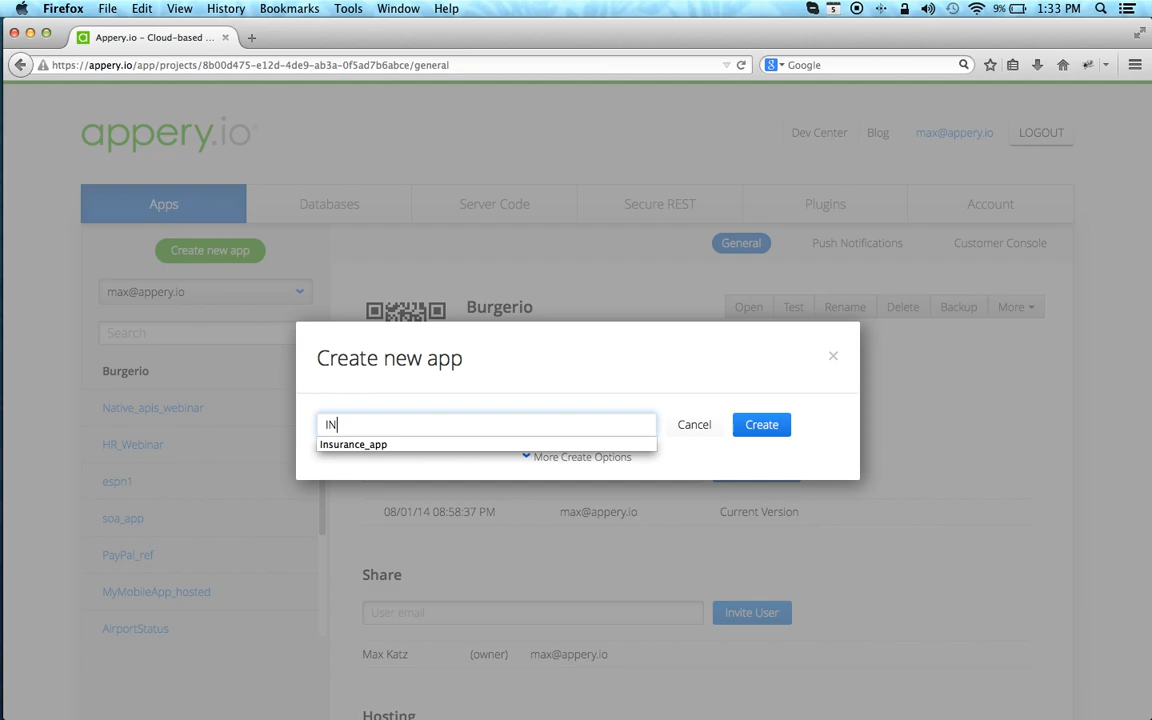 Firefox File Edit View History Bookmarks Tools Window Help 5 9% 1:33 PM
Appery.io – Cloud-based ...
https://appery.io/app/projects/8b00d475-e12d-4de9-ab3a-0f5ad7b6abce/general Google
appery.io
Dev Center Blog max@appery.io LOGOUT
Apps Databases Server Code Secure REST Plugins Account
Create new app General Push Notifications Customer Console
max@appery.io
Burgerio Open Test Rename Delete Backup More
Search
Create new app ×
Burgerio
Native_apis_webinar
IN Cancel Create
HR_Webinar
Insurance_app
More Create Options
espn1
08/01/14 08:58:37 PM max@appery.io Current Version
soa_app
PayPal_ref
Share
MyMobileApp_hosted
User email Invite User
AirportStatus
Max Katz (owner) max@appery.io
Hosting